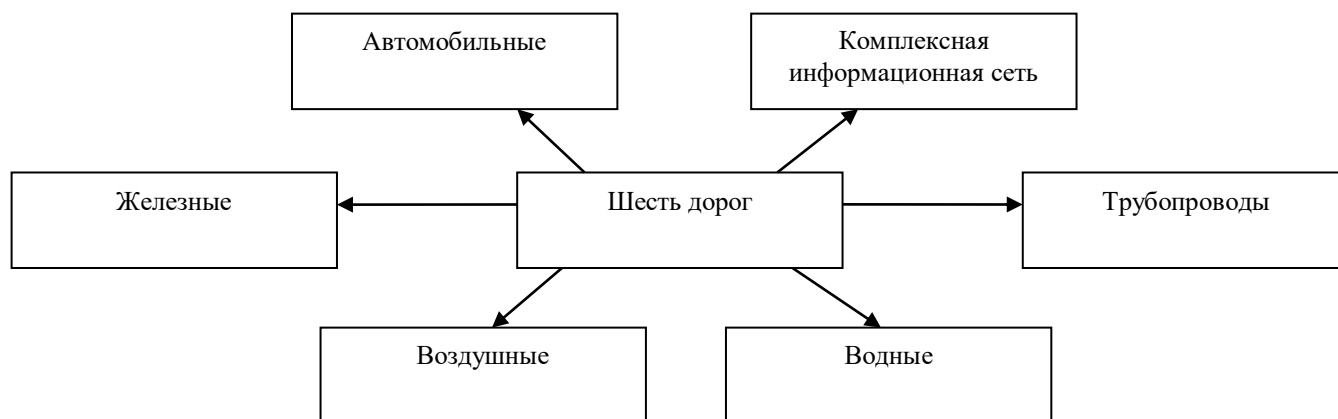 Автомобильные
Комплексная
информационная сеть
Железные
Шесть дорог
Трубопроводы
Воздушные
Водные